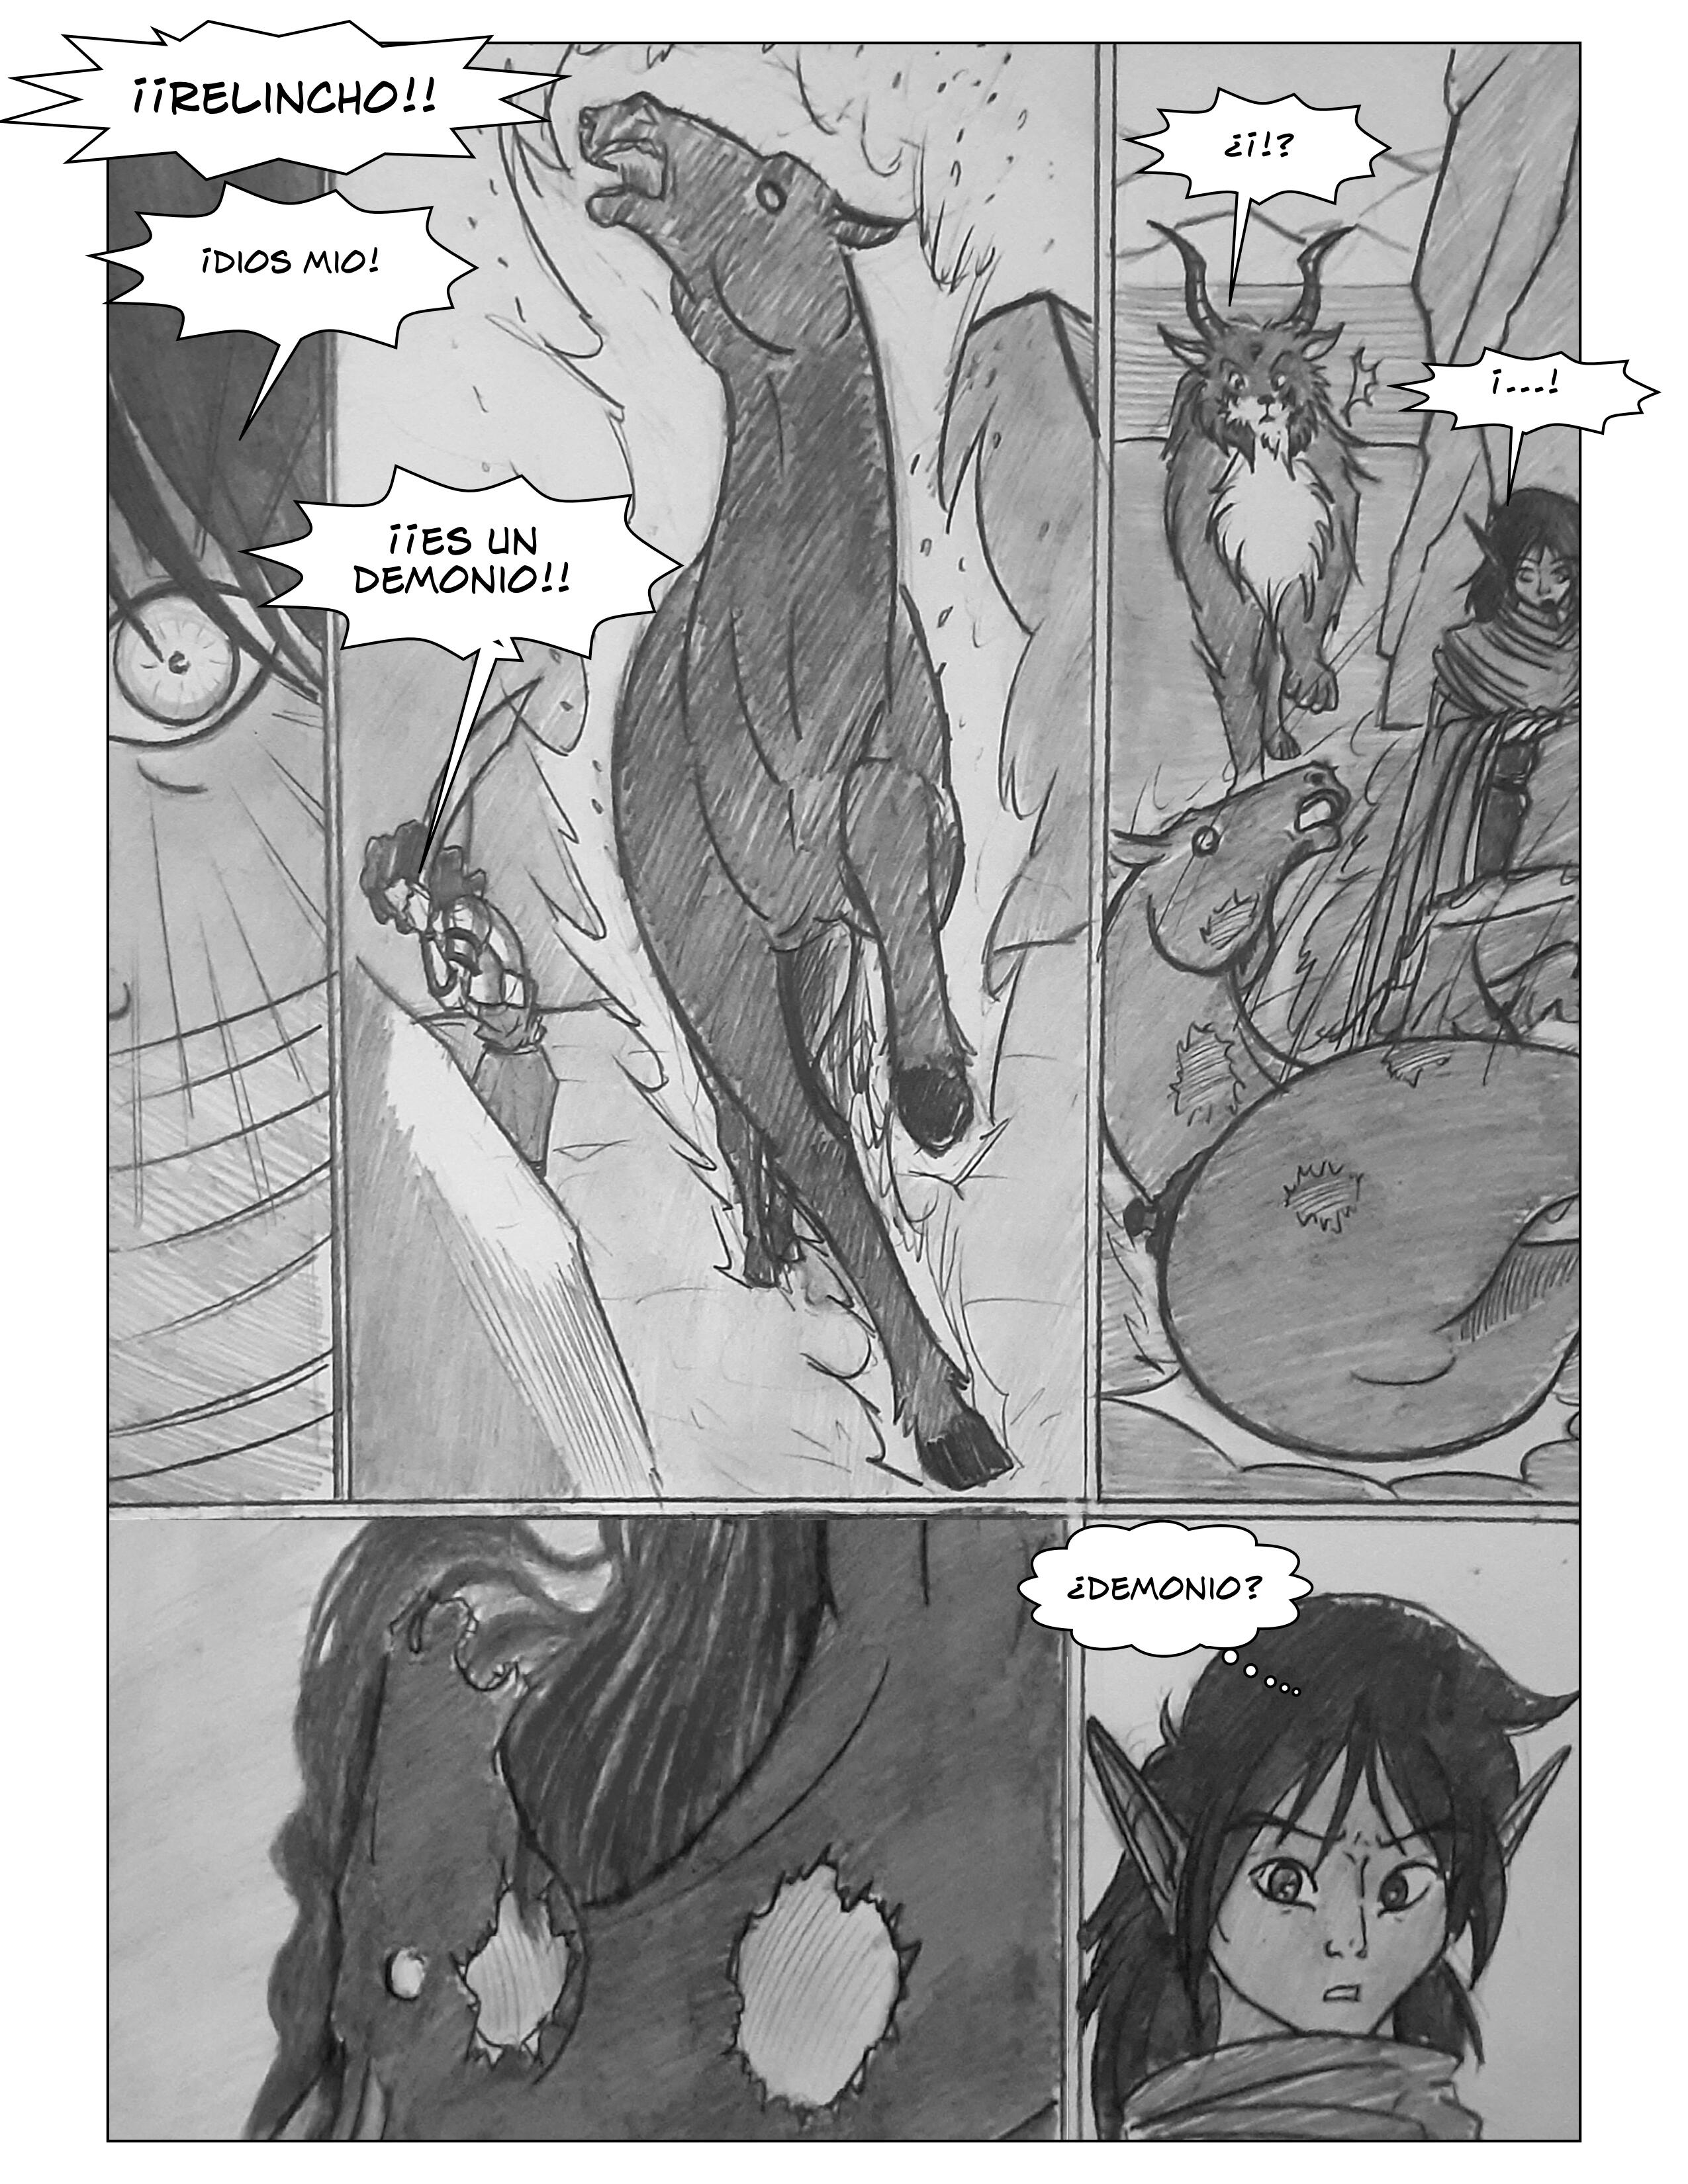 ¡¡RELINCHO!!
¡DIOS MIO!
¡¡ES UN
DEMONIO!!
¿¡!?
¡...!
¿DEMONIO?